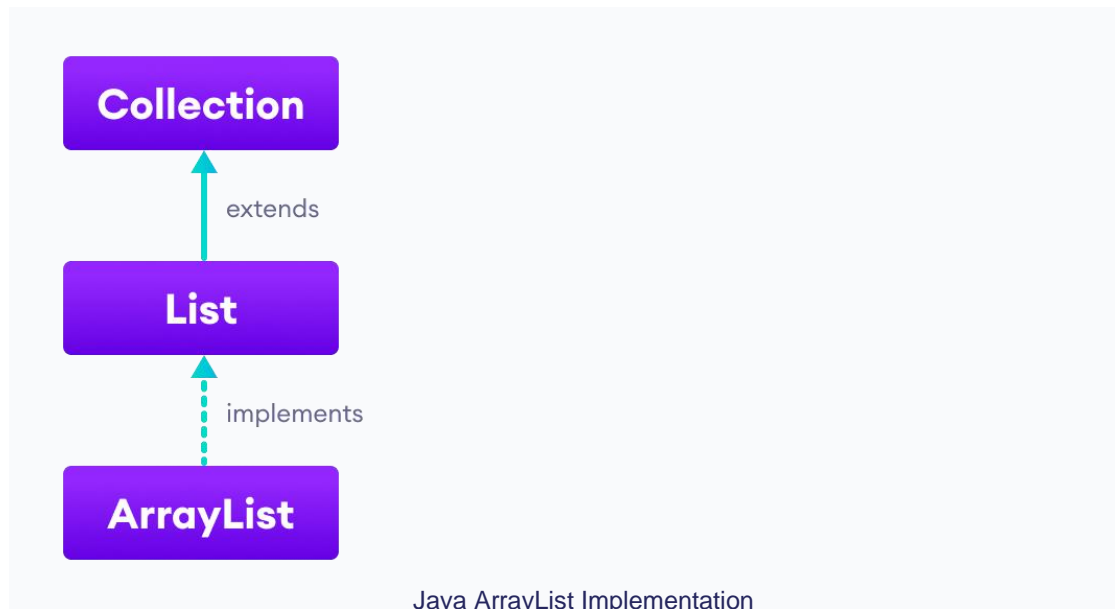 Collection
extends
List
implements
ArrayList
Java ArrayList Implementation